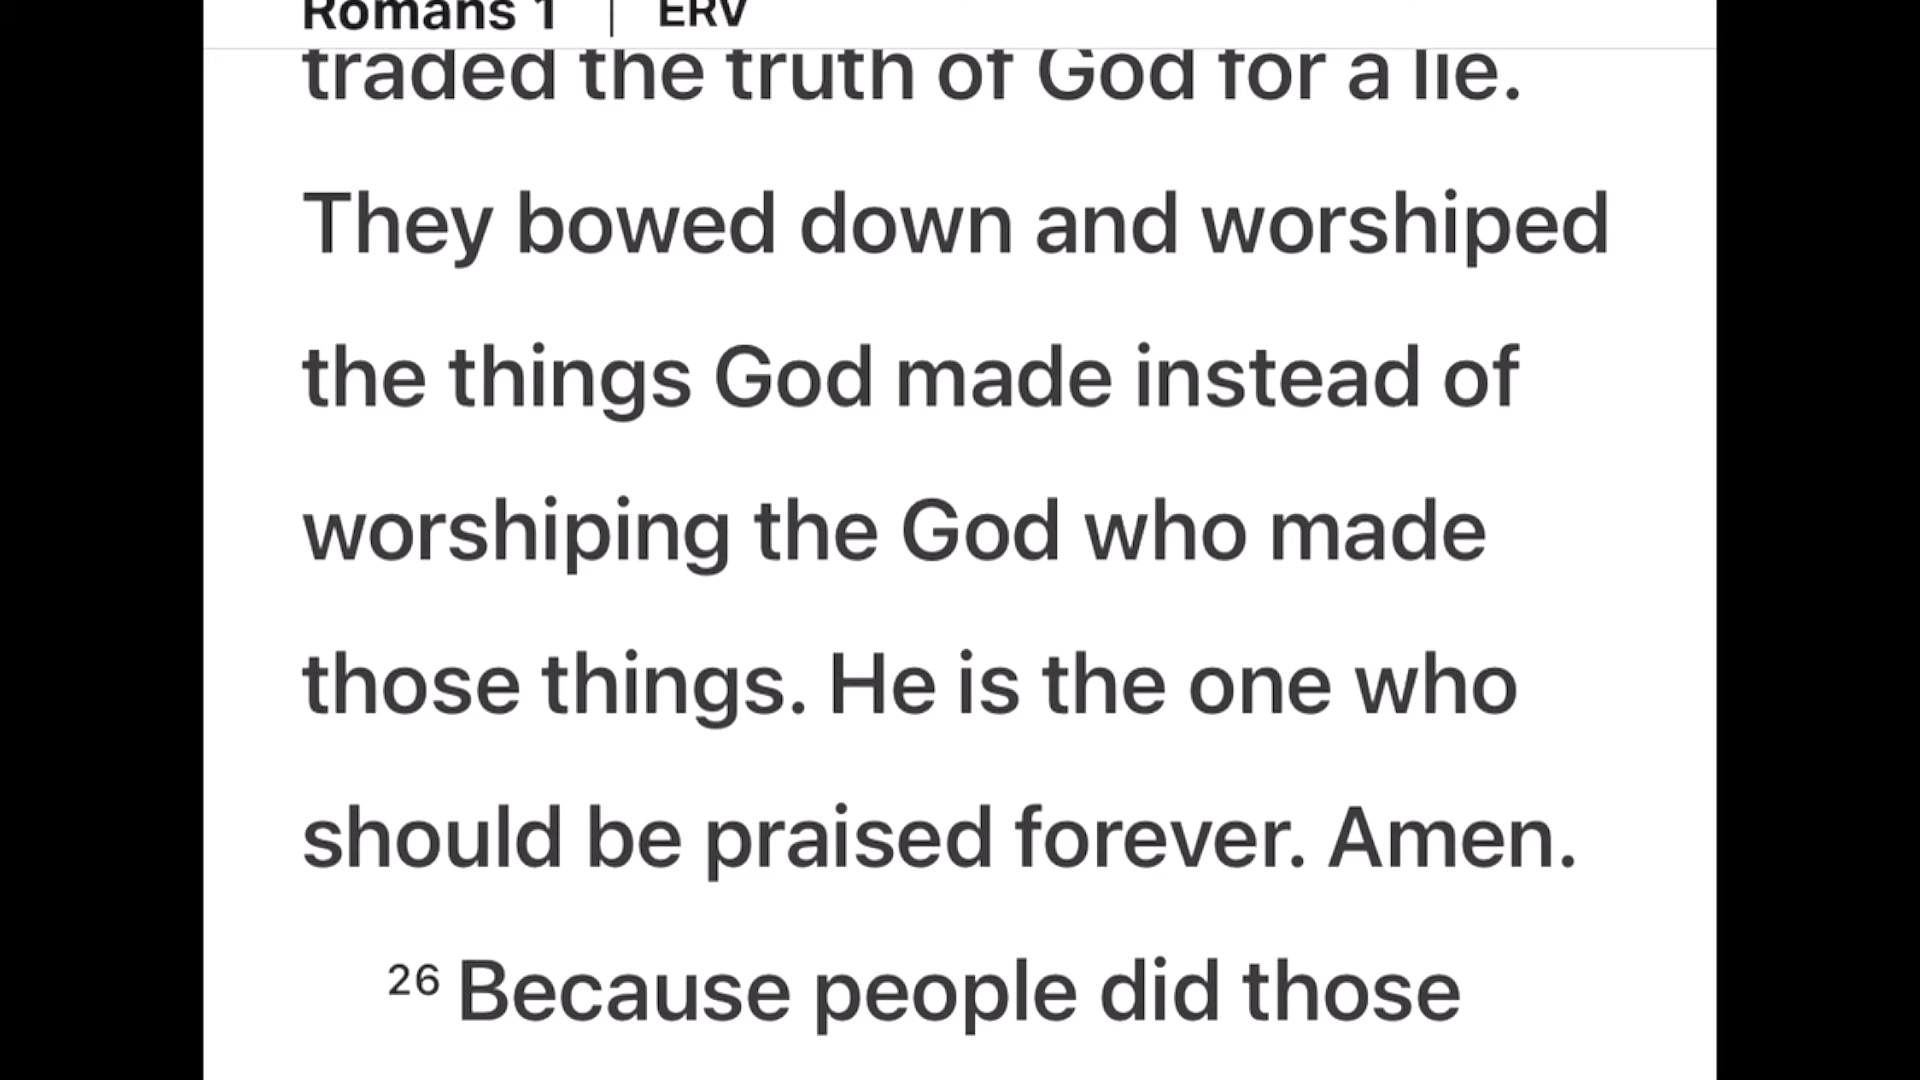 Romans 1 | ERV
traded the truth of God for a lie.
They bowed down and worshiped
the things God made instead of
worshiping the God who made
those things. He is the one who
should be praised forever. Amen.
26 Because people did those